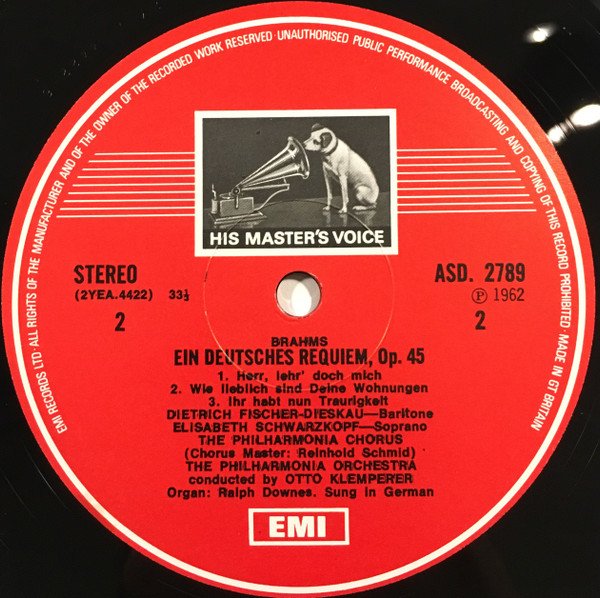 EMI RECORDS LTD · ALL RIGHTS OF THE MANUFACTURER AND OF THE OWNER OF THE RECORDED WORK RESERVED · UNAUTHORISED PUBLIC PERFORMANCE BROADCASTING AND COPYING OF THIS RECORD PROHIBITED · MADE IN GT BRITAIN
HIS MASTER'S VOICE
STEREO
(2YEA.4422) 33⅓
2
ASD. 2789
Ⓟ 1962
2
BRAHMS
EIN DEUTSCHES REQUIEM, Op. 45
1. Herr, lehr' doch mich
2. Wie lieblich sind Deine Wohnungen
3. Ihr habt nun Traurigkeit
DIETRICH FISCHER-DIESKAU—Baritone
ELISABETH SCHWARZKOPF—Soprano
THE PHILHARMONIA CHORUS
(Chorus Master: Reinhold Schmid)
THE PHILHARMONIA ORCHESTRA
conducted by OTTO KLEMPERER
Organ: Ralph Downes. Sung in German
EMI